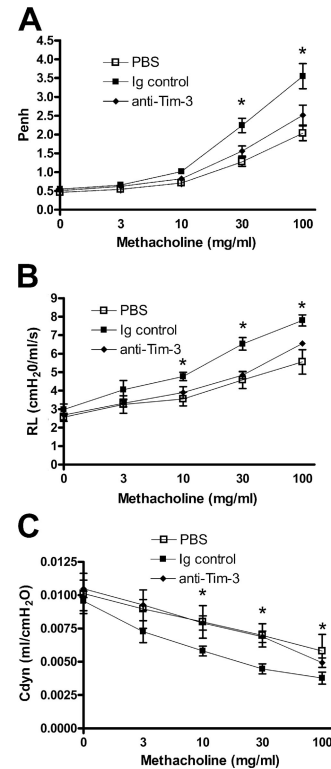 A
PBS
Ig control
anti-Tim-3
Penh
4.5
4.0
3.5
3.0
2.5
2.0
1.5
1.0
0.5
0.0
*
*
0 3 10 30 100
Methacholine (mg/ml)
B
PBS
Ig control
anti-Tim-3
RL (cmH20/ml/s)
9
8
7
6
5
4
3
2
1
0
*
*
*
0 3 10 30 100
Methacholine (mg/ml)
C
PBS
Ig control
anti-Tim-3
Cdyn (ml/cmH₂O)
0.0125
0.0100
0.0075
0.0050
0.0025
0.0000
*
*
*
0 3 10 30 100
Methacholine (mg/ml)